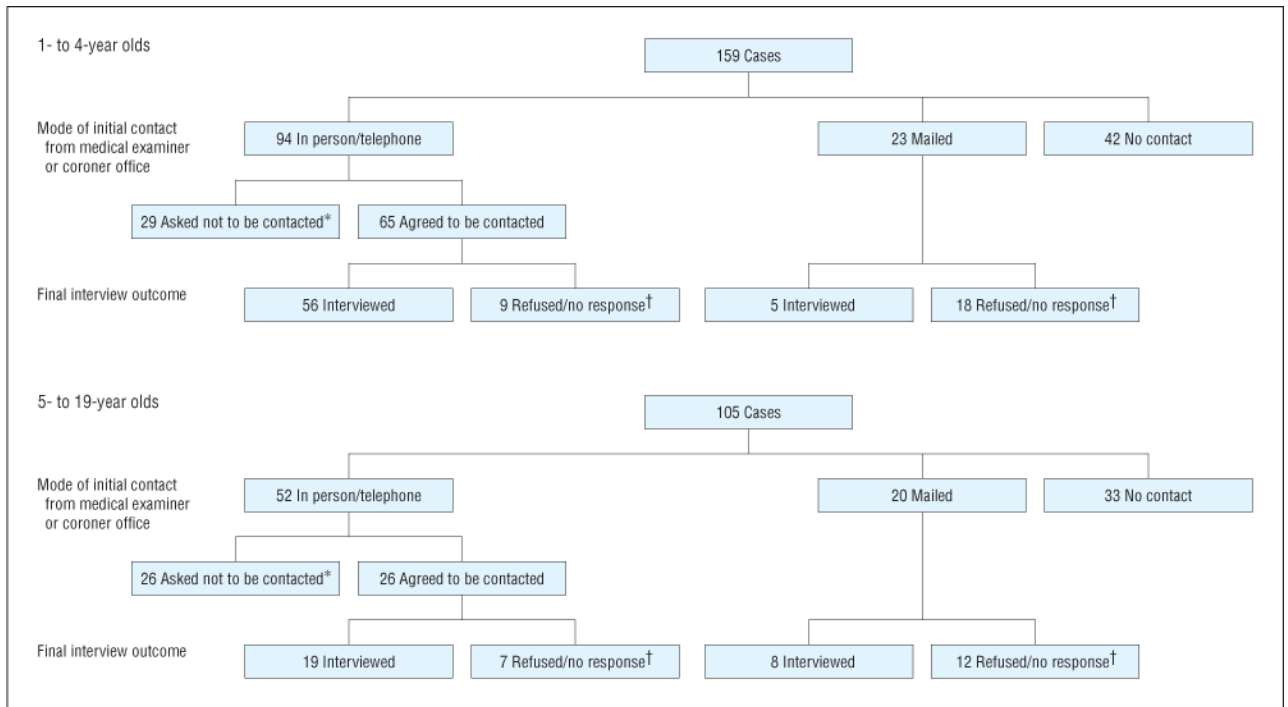 1- to 4-year olds
159 Cases
Mode of initial contact
from medical examiner
or coroner office
94 In person/telephone
23 Mailed
42 No contact
29 Asked not to be contacted*
65 Agreed to be contacted
Final interview outcome
56 Interviewed
9 Refused/no response†
5 Interviewed
18 Refused/no response†
5- to 19-year olds
105 Cases
Mode of initial contact
from medical examiner
or coroner office
52 In person/telephone
20 Mailed
33 No contact
26 Asked not to be contacted*
26 Agreed to be contacted
Final interview outcome
19 Interviewed
7 Refused/no response†
8 Interviewed
12 Refused/no response†